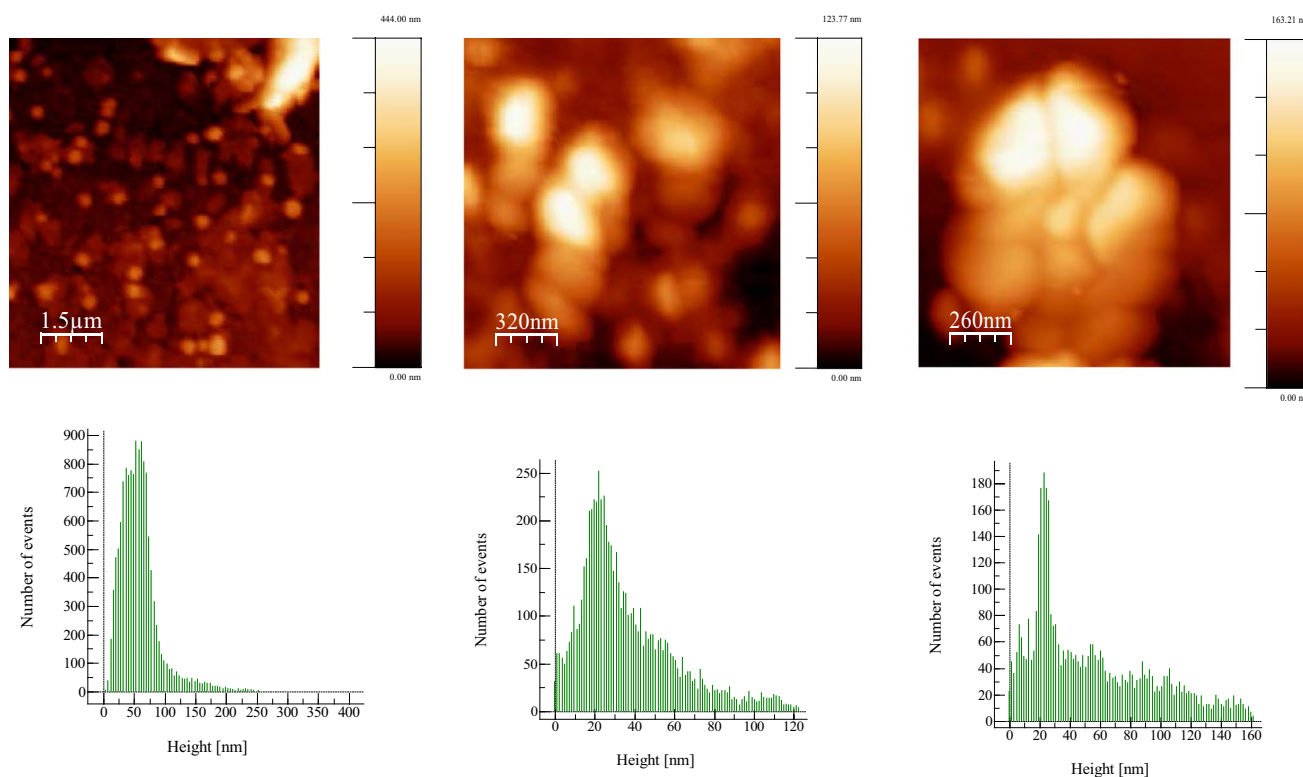 444.00 nm
123.77 nm
163.21 n
1.5µm
320nm
260nm
0.00 nm
0.00 nm
0.00 n
900
800
700
600
500
400
300
200
100
0
0 50 100 150 200 250 300 350 400
Number of events
Height [nm]
250
200
150
100
50
0
0 20 40 60 80 100 120
Number of events
Height [nm]
180
160
140
120
100
80
60
40
20
0
0 20 40 60 80 100 120 140 160
Number of events
Height [nm]